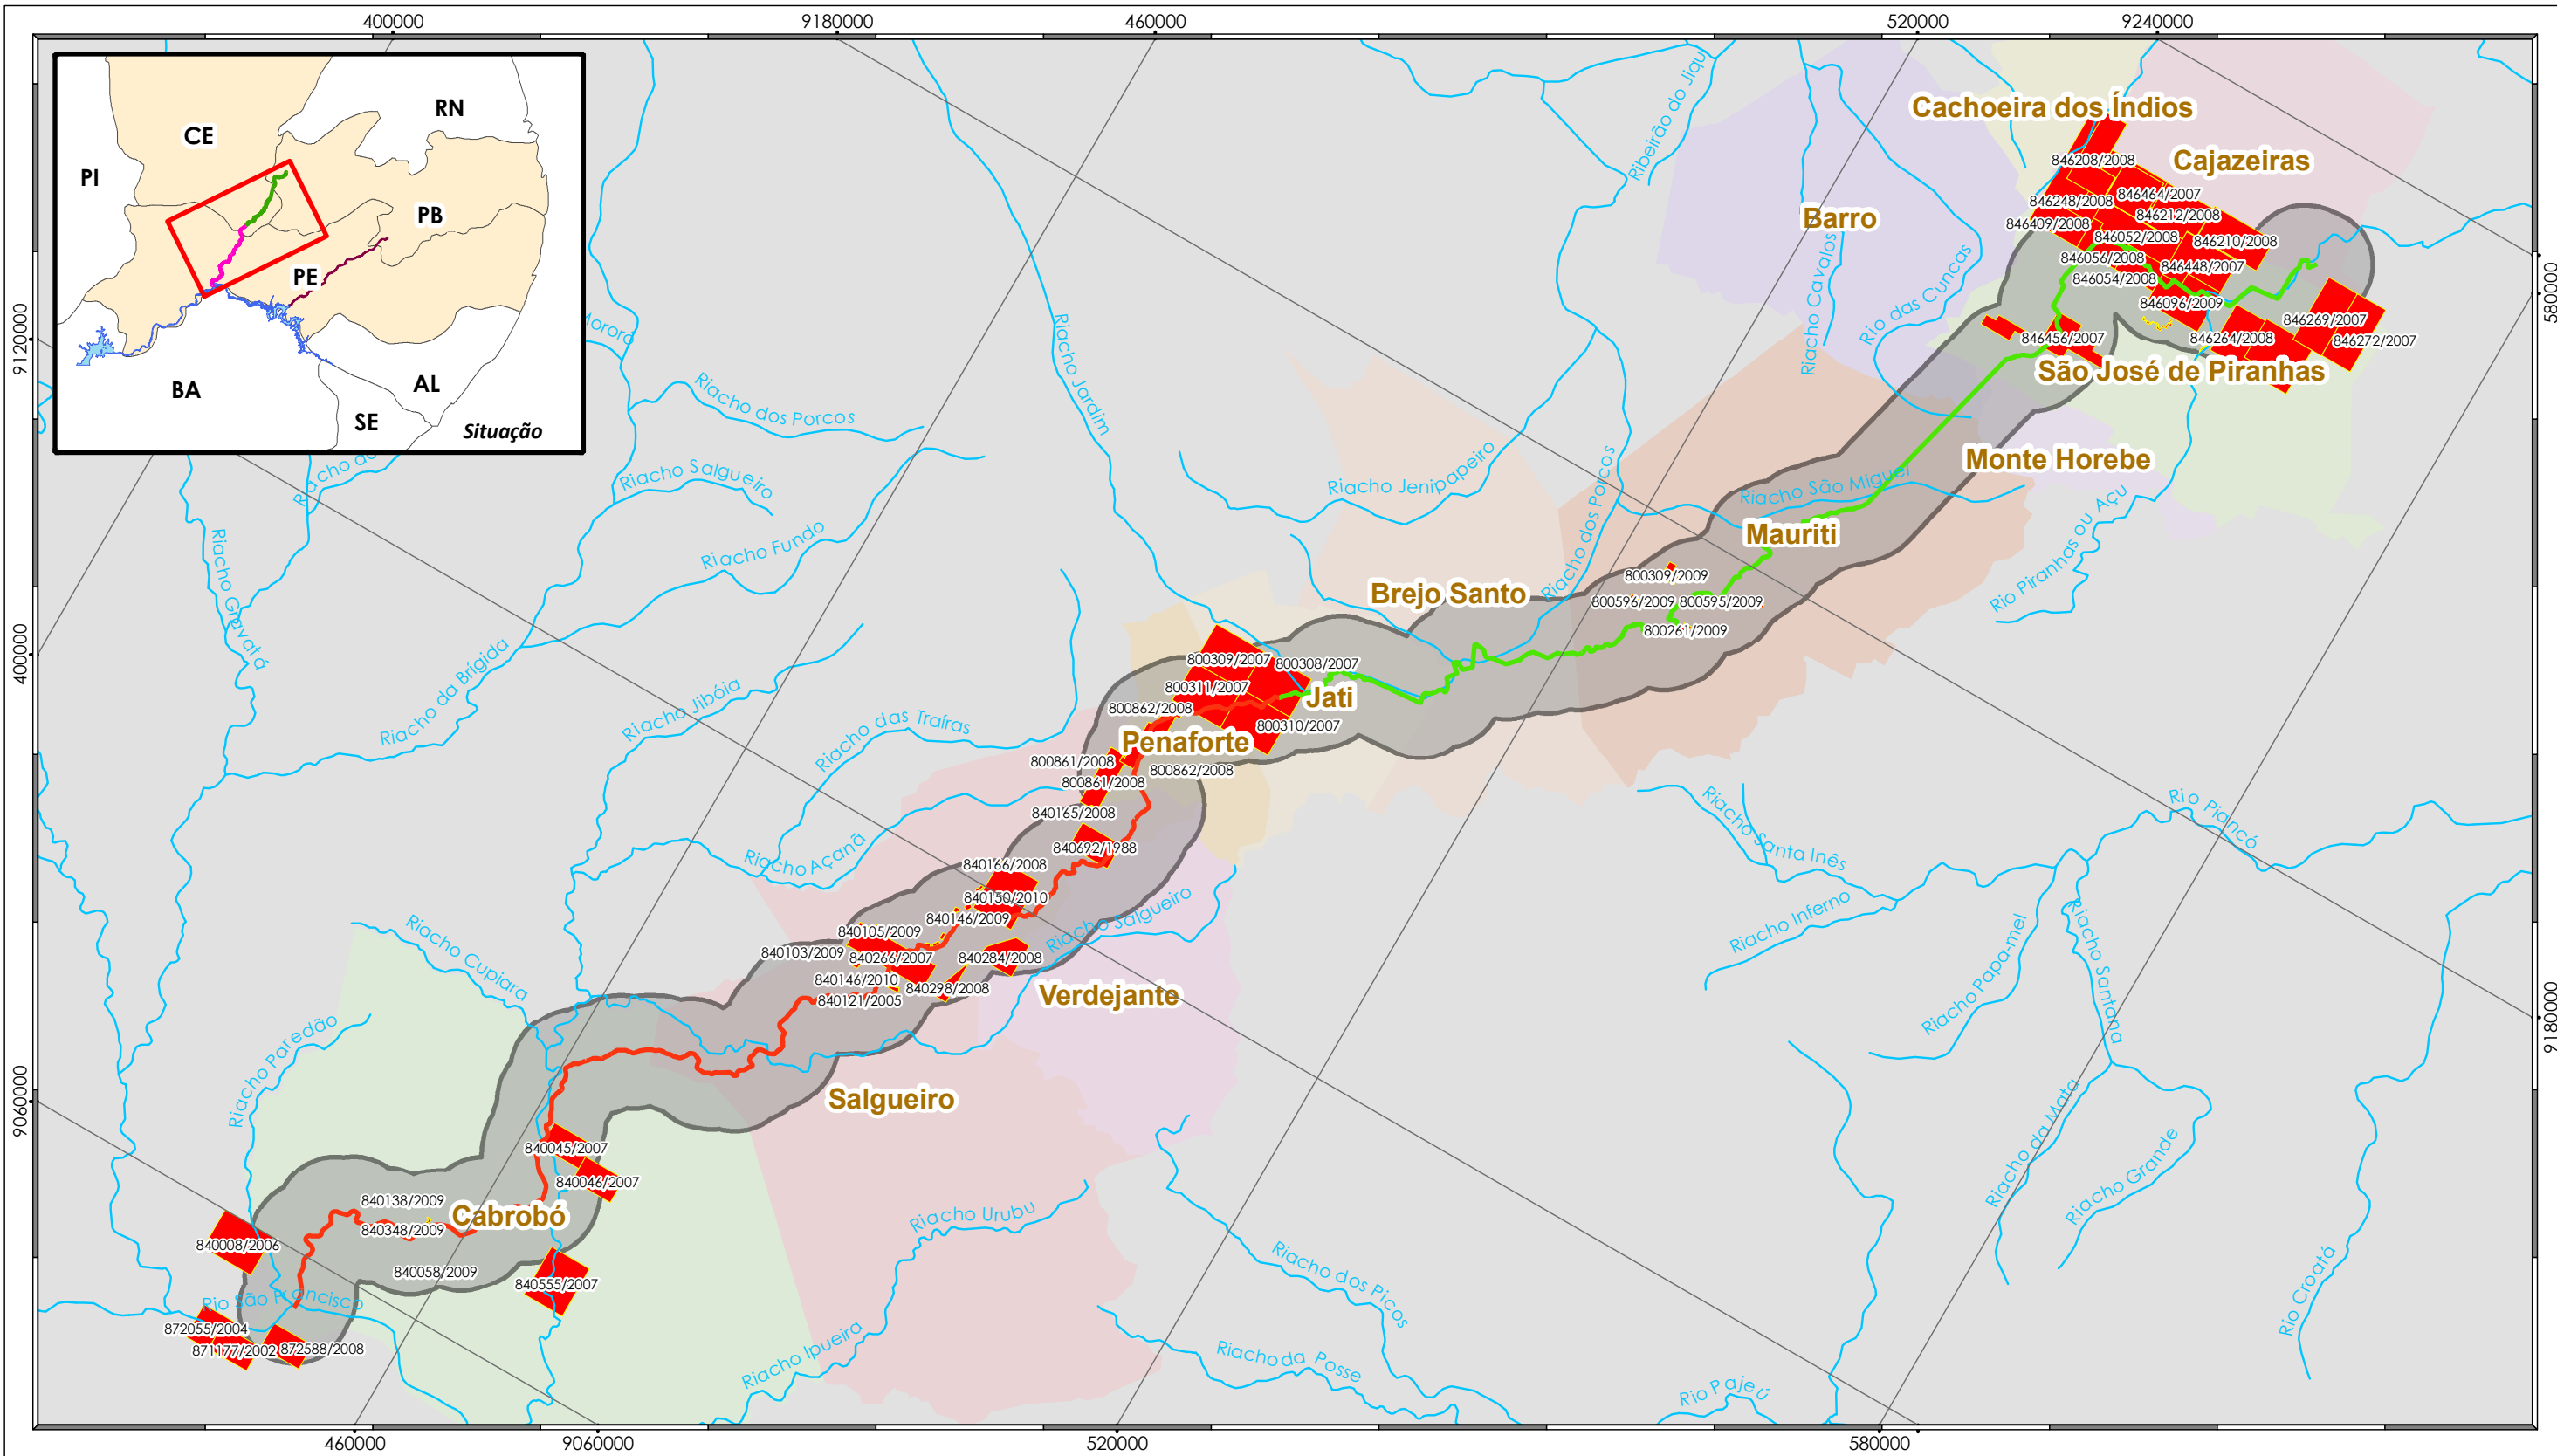 400000
9180000
460000
520000
9240000
CE
RN
PI
PB
PE
BA
AL
SE
Situação
9120000
400000
9060000
580000
9180000
Cachoeira dos Índios
Cajazeiras
Barro
Ribeirão do Jiqu
Riacho Cavalos
Rio das Cuncas
846208/2008
846464/2007
846248/2008
846212/2008
846409/2008
846052/2008
846210/2008
846056/2008
846448/2007
846054/2008
846096/2009
846269/2007
846456/2007
846264/2008
846272/2007
São José de Piranhas
Monte Horebe
Mororó
Riacho Jardim
Riacho dos Porcos
Riacho Salgueiro
Riacho Fundo
Riacho do
Riacho Gravatá
Riacho da Brígida
Riacho Jibóia
Riacho das Traíras
Riacho Açanã
Riacho Jenipapeiro
Riacho dos Porcos
Riacho São Miguel
Mauriti
Rio Piranhas ou Açu
Brejo Santo
800309/2009
800596/2009
800595/2009
800261/2009
800309/2007
800308/2007
800311/2007
Jati
800862/2008
800310/2007
Penaforte
800861/2008
800862/2008
800861/2008
840165/2008
840692/1988
840166/2008
840150/2010
840146/2009
Riacho Salgueiro
840105/2009
840103/2009
840266/2007
840284/2008
840146/2010
840298/2008
840121/2005
Verdejante
Salgueiro
Riacho Cupiara
Riacho Paredão
840045/2007
840046/2007
840138/2009
Cabrobó
840348/2009
840008/2006
840058/2009
840555/2007
Rio São Francisco
872055/2004
871177/2002
872588/2008
Riacho Urubu
Riacho Ipueira
Riacho dos Picos
Riacho da Posse
Rio Pajeú
Riacho Santa Inês
Rio Piancó
Riacho Inferno
Riacho Papa-mel
Riacho Santana
Riacho da Mata
Riacho Grande
Rio Croatá
460000
9060000
520000
580000